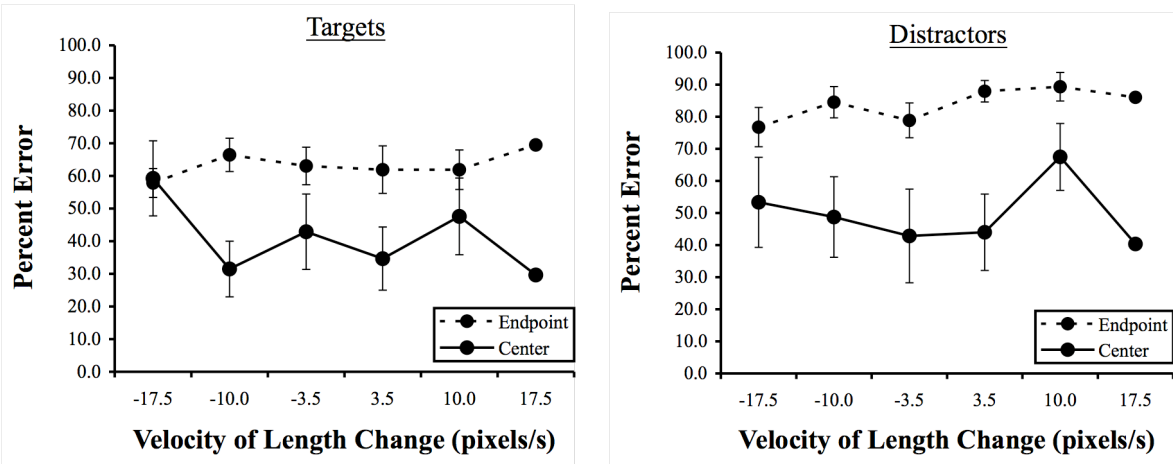 Targets
100.0
90.0
80.0
70.0
60.0
50.0
40.0
30.0
20.0
10.0
0.0
Percent Error
Endpoint
Center
-17.5 -10.0 -3.5 3.5 10.0 17.5
Velocity of Length Change (pixels/s)
Distractors
100.0
90.0
80.0
70.0
60.0
50.0
40.0
30.0
20.0
10.0
0.0
Percent Error
Endpoint
Center
-17.5 -10.0 -3.5 3.5 10.0 17.5
Velocity of Length Change (pixels/s)